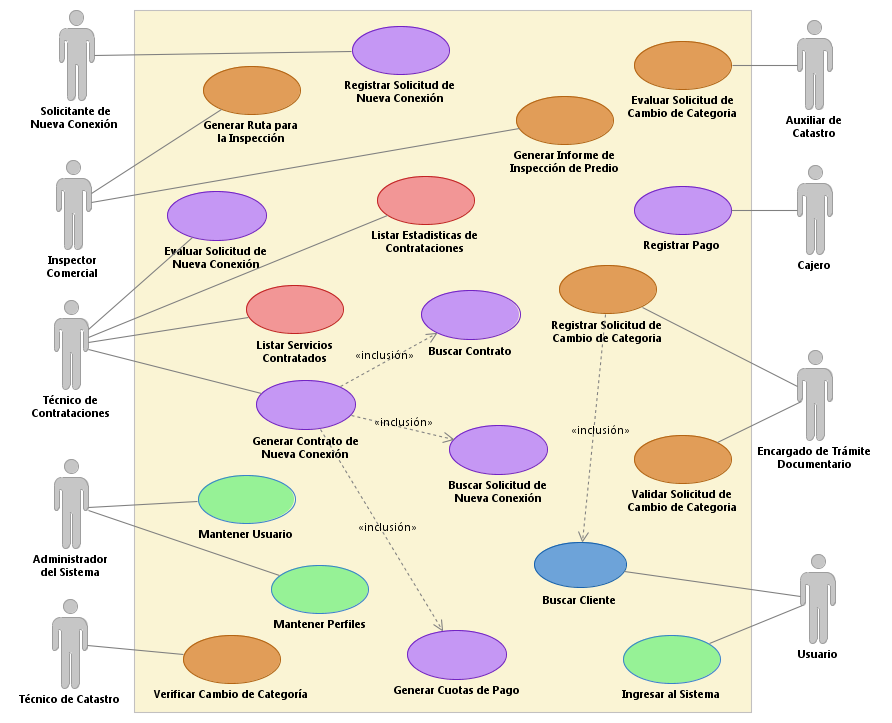 Solicitante de
Nueva Conexión
Registrar Solicitud de
Nueva Conexión
Evaluar Solicitud de
Cambio de Categoria
Auxiliar de
Catastro
Generar Ruta para
la Inspección
Generar Informe de
Inspección de Predio
Inspector
Comercial
Evaluar Solicitud de
Nueva Conexión
Listar Estadisticas de
Contrataciones
Registrar Pago
Cajero
Listar Servicios
Contratados
Buscar Contrato
Registrar Solicitud de
Cambio de Categoria
«inclusión»
Técnico de
Contrataciones
Generar Contrato de
Nueva Conexión
«inclusión»
«inclusión»
Encargado de Trámite
Documentario
Buscar Solicitud de
Nueva Conexión
Validar Solicitud de
Cambio de Categoria
Mantener Usuario
«inclusión»
Administrador
del Sistema
Buscar Cliente
Mantener Perfiles
Usuario
Técnico de Catastro
Verificar Cambio de Categoría
Generar Cuotas de Pago
Ingresar al Sistema